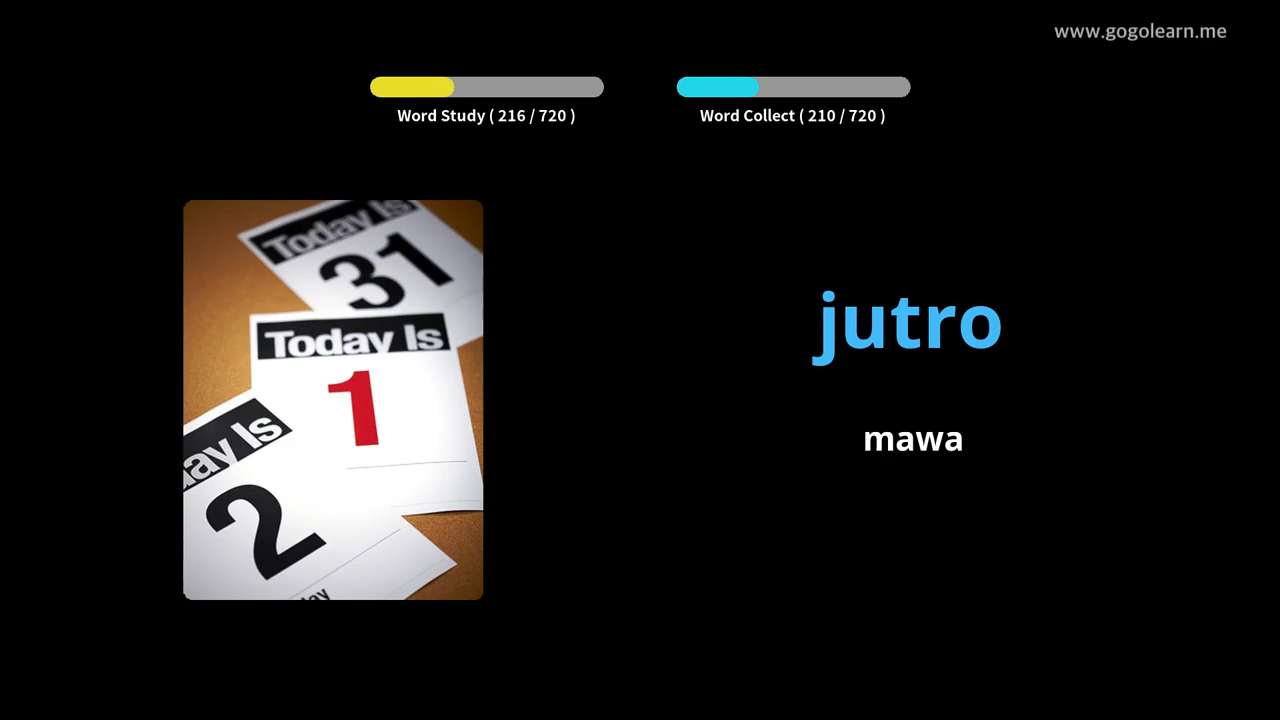 www.gogolearn.me
Word Study ( 216 / 720 )
Word Collect ( 210 / 720 )
Today Is
31
Today Is
1
ay Is
2
jutro
mawa